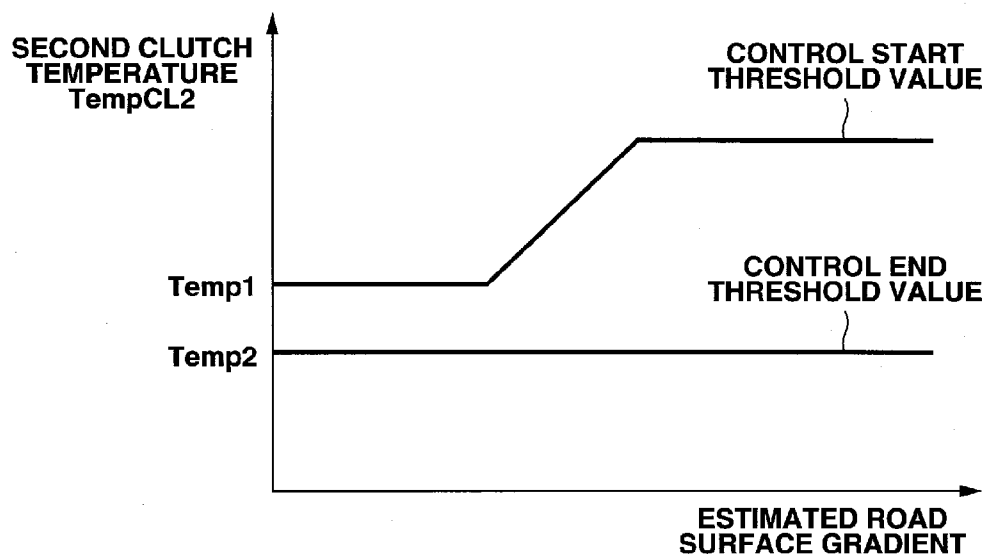 SECOND CLUTCH
TEMPERATURE
TempCL2
CONTROL START
THRESHOLD VALUE
Temp1
CONTROL END
THRESHOLD VALUE
Temp2
ESTIMATED ROAD
SURFACE GRADIENT